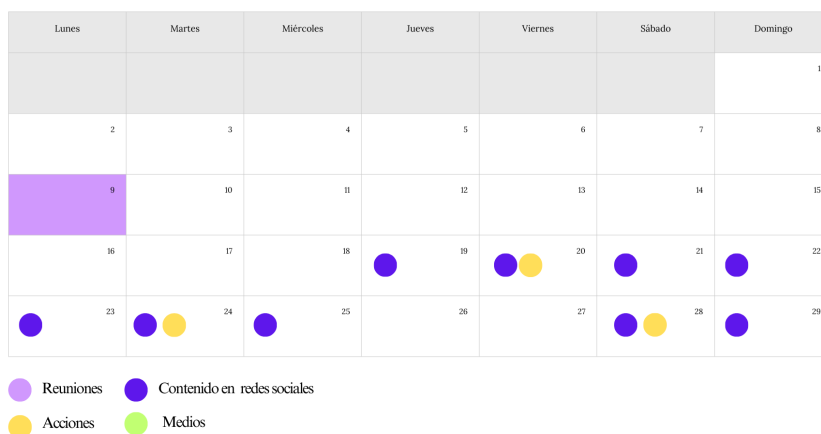 Lunes Martes Miércoles Jueves Viernes Sábado Domingo
1
2 3 4 5 6 7 8
9 10 11 12 13 14 15
16 17 18 19 20 21 22
23 24 25 26 27 28 29
Reuniones Contenido en redes sociales
Acciones Medios